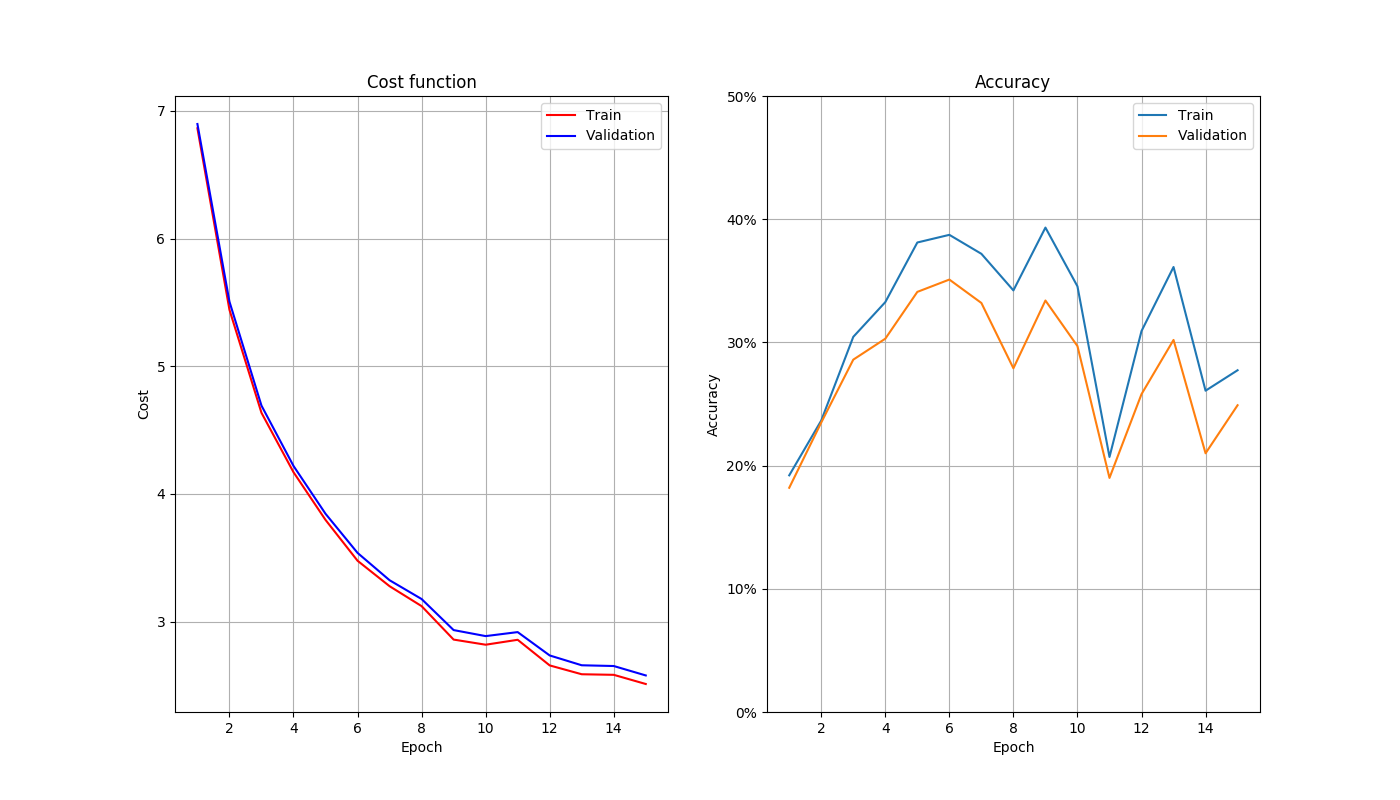 Cost function
7
6
5
4
3
Cost
2 4 6 8 10 12 14
Epoch
Train
Validation
Accuracy
50%
40%
30%
20%
10%
0%
Accuracy
2 4 6 8 10 12 14
Epoch
Train
Validation